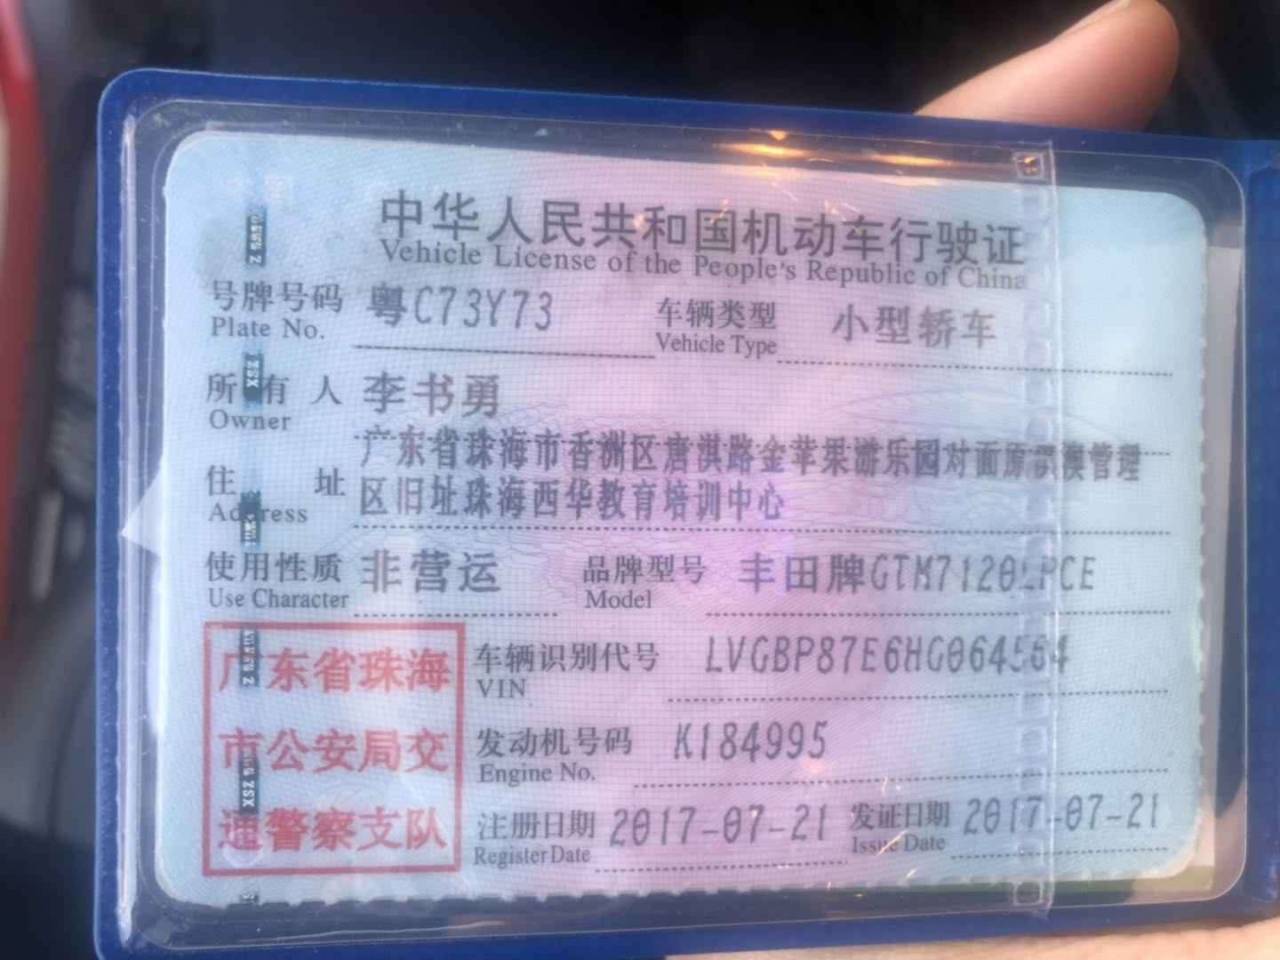 中华人民共和国机动车行驶证
Vehicle License of the People's Republic of China
号牌号码 粤C73Y73 车辆类型 小型轿车
Plate No. Vehicle Type
所有人 李书勇
Owner
广东省珠海市香洲区唐淇路金苹果游乐园对面原管理
住址 区旧址珠海西华教育培训中心
Address
使用性质 非营运 品牌型号
Use Character Model 丰田牌
广东省珠海 车辆识别代号
VIN
市公安局交 发动机号码 K184995
Engine No.
通警察支队 注册日期 2017-07-21 发证日期 2017-07-21
Register Date Issue Date